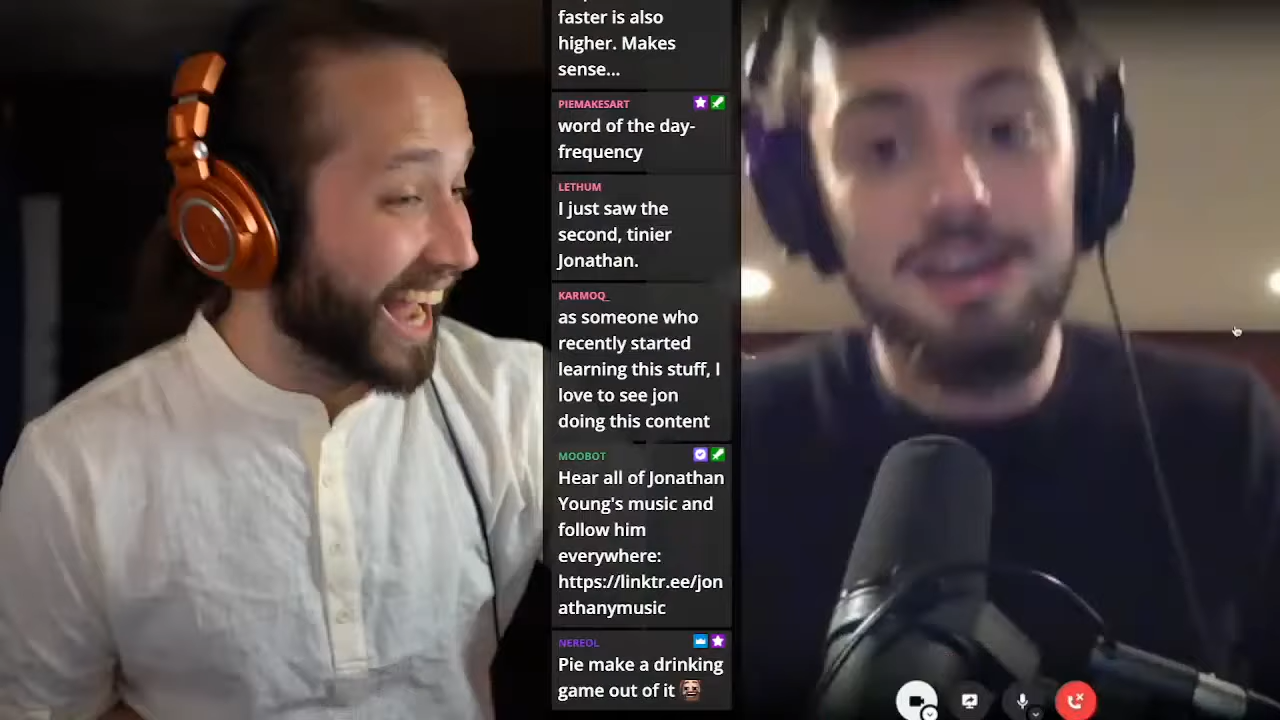 faster is also
higher. Makes
sense...
PIEMAKESART
word of the day-
frequency
LETHUM
I just saw the
second, tinier
Jonathan.
KARMOQ_
as someone who
recently started
learning this stuff, I
love to see jon
doing this content
MOOBOT
Hear all of Jonathan
Young's music and
follow him
everywhere:
https://linktr.ee/jon
athanymusic
NEREOL
Pie make a drinking
game out of it